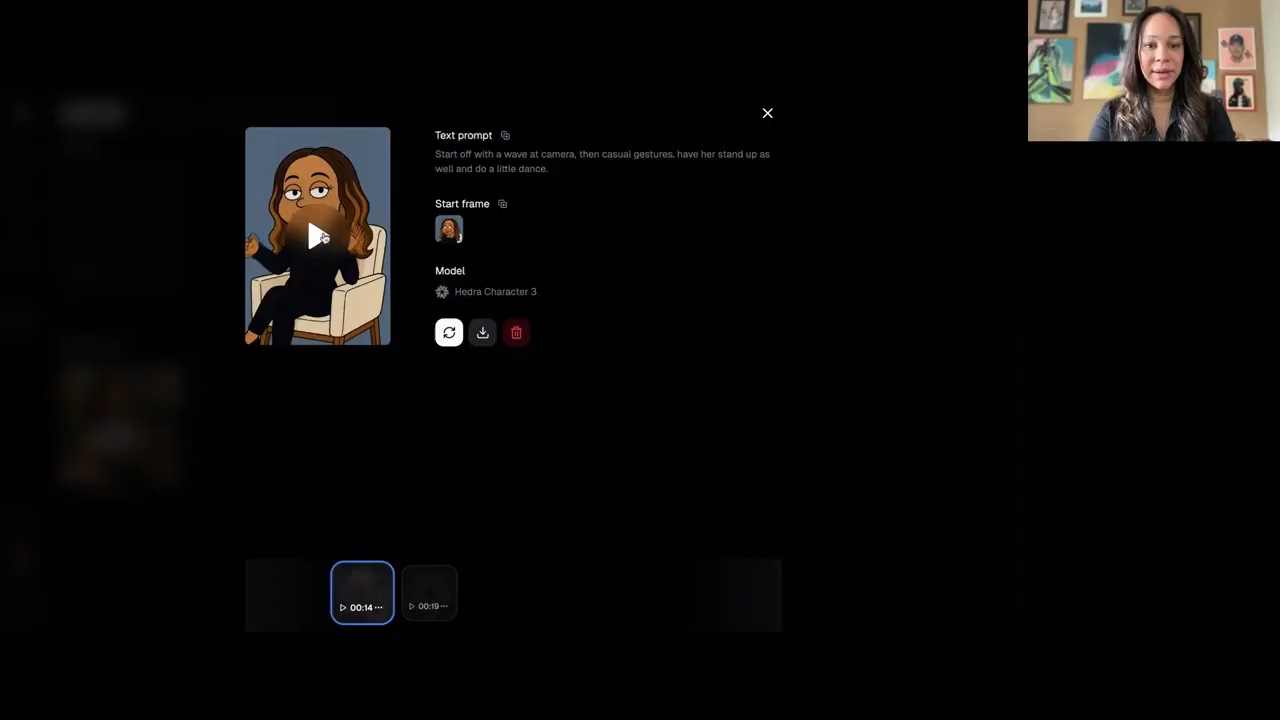 Text prompt
Start off with a wave at camera, then casual gestures. have her stand up as
well and do a little dance.
Start frame
Model
Hedra Character 3
00:14 ···
00:19 ···